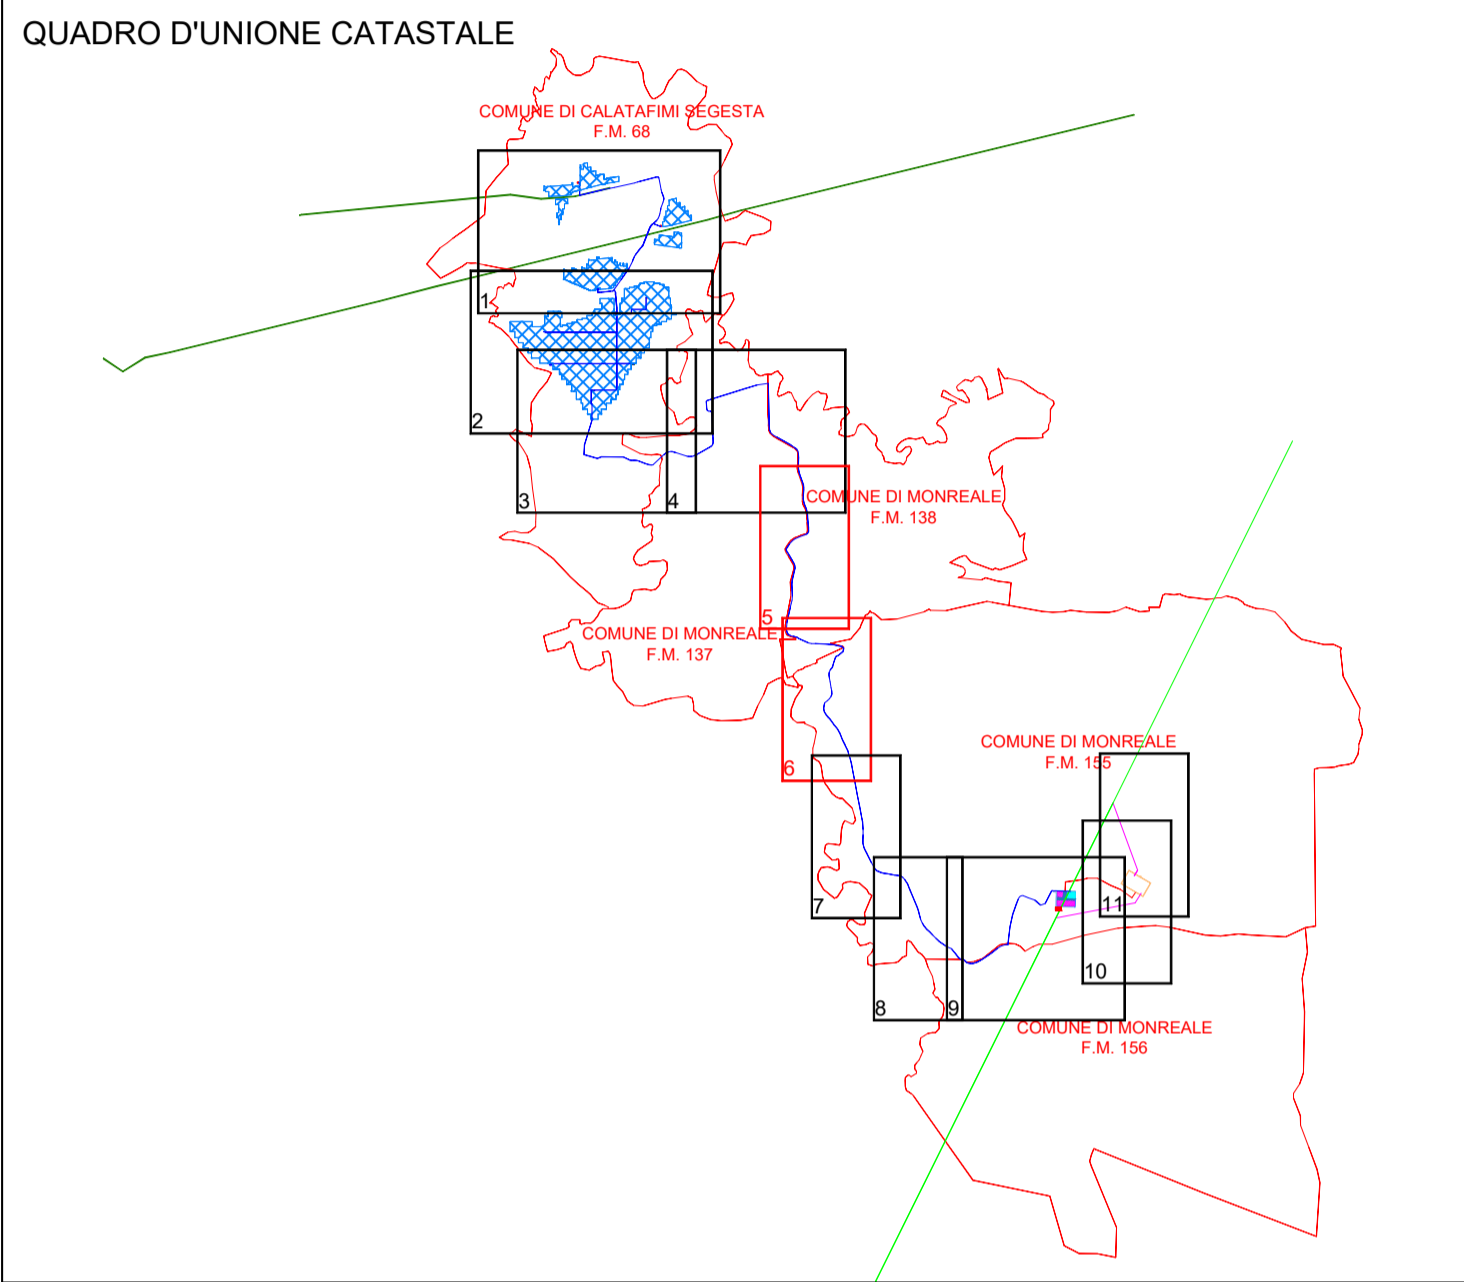 QUADRO D'UNIONE CATASTALE
COMUNE DI CALATAFIMI SEGESTA
F.M. 68
1
2
3
4
COMUNE DI MONREALE
F.M. 138
5
COMUNE DI MONREALE
F.M. 137
6
COMUNE DI MONREALE
F.M. 155
7
11
10
8
9
COMUNE DI MONREALE
F.M. 156